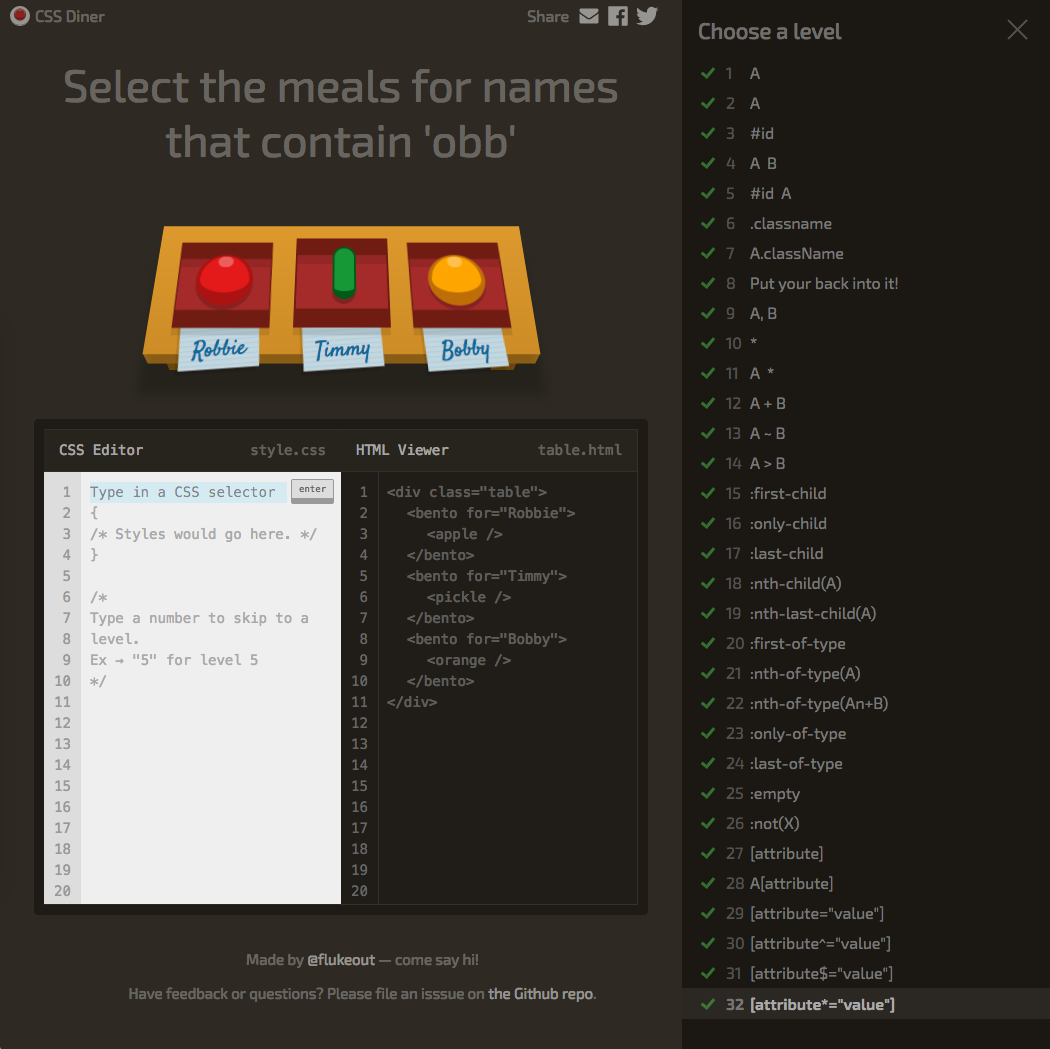 CSS Diner
Share
Select the meals for names
that contain 'obb'
Robbie
Timmy
Bobby
CSS Editor
style.css
1 Type in a CSS selector enter
2 {
3 /* Styles would go here. */
4 }
5
6 /*
7 Type a number to skip to a
8 level.
9 Ex → "5" for level 5
10 */
11
12
13
14
15
16
17
18
19
20
HTML Viewer
table.html
1 <div class="table">
2 <bento for="Robbie">
3 <apple />
4 </bento>
5 <bento for="Timmy">
6 <pickle />
7 </bento>
8 <bento for="Bobby">
9 <orange />
10 </bento>
11 </div>
12
13
14
15
16
17
18
19
20
Made by @flukeout — come say hi!
Have feedback or questions? Please file an isssue on the Github repo.
Choose a level
1 A
2 A
3 #id
4 A B
5 #id A
6 .classname
7 A.className
8 Put your back into it!
9 A, B
10 *
11 A *
12 A + B
13 A ~ B
14 A > B
15 :first-child
16 :only-child
17 :last-child
18 :nth-child(A)
19 :nth-last-child(A)
20 :first-of-type
21 :nth-of-type(A)
22 :nth-of-type(An+B)
23 :only-of-type
24 :last-of-type
25 :empty
26 :not(X)
27 [attribute]
28 A[attribute]
29 [attribute="value"]
30 [attribute^="value"]
31 [attribute$="value"]
32 [attribute*="value"]